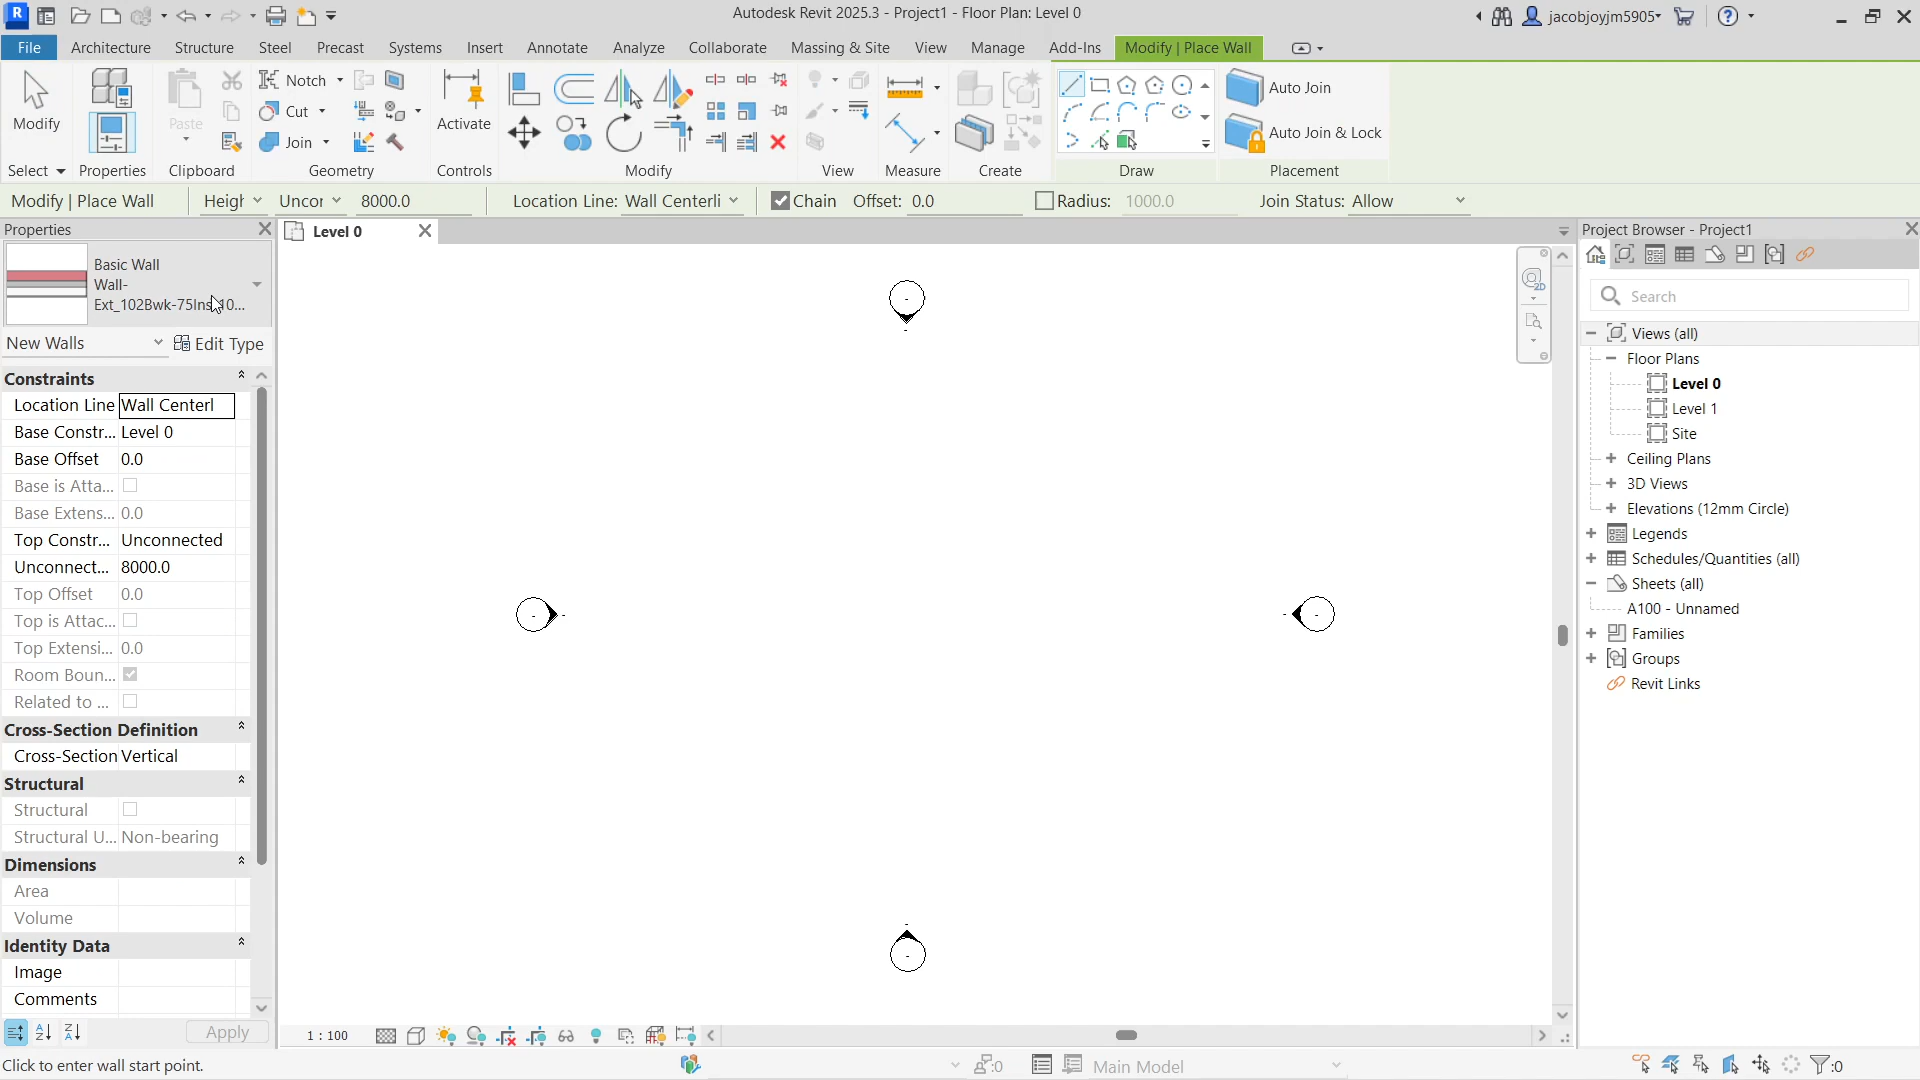 Autodesk Revit 2025.3 - Project1 - Floor Plan: Level 0
jacobjoyjm5905
File Architecture Structure Steel Precast Systems Insert Annotate Analyze Collaborate Massing & Site View Manage Add-Ins Modify | Place Wall
Modify Paste Notch Cut Join Activate Auto Join Auto Join & Lock
Select Properties Clipboard Geometry Controls Modify View Measure Create Draw Placement
Modify | Place Wall Heigh Uncor 8000.0 Location Line: Wall Centerli Chain Offset: 0.0 Radius: 1000.0 Join Status: Allow
Properties
Basic Wall
Wall-
Ext_102Bwk-75Ins-10...
New Walls Edit Type
Constraints
Location Line Wall Centerl
Base Constr... Level 0
Base Offset 0.0
Base is Atta...
Base Extens... 0.0
Top Constr... Unconnected
Unconnect... 8000.0
Top Offset 0.0
Top is Attac...
Top Extensi... 0.0
Room Boun...
Related to ...
Cross-Section Definition
Cross-Section Vertical
Structural
Structural
Structural U... Non-bearing
Dimensions
Area
Volume
Identity Data
Image
Comments
Apply
Level 0
2D
1 : 100
Project Browser - Project1
Search
Views (all)
Floor Plans
Level 0
Level 1
Site
Ceiling Plans
3D Views
Elevations (12mm Circle)
Legends
Schedules/Quantities (all)
Sheets (all)
A100 - Unnamed
Families
Groups
Revit Links
Click to enter wall start point.
:0
Main Model
:0